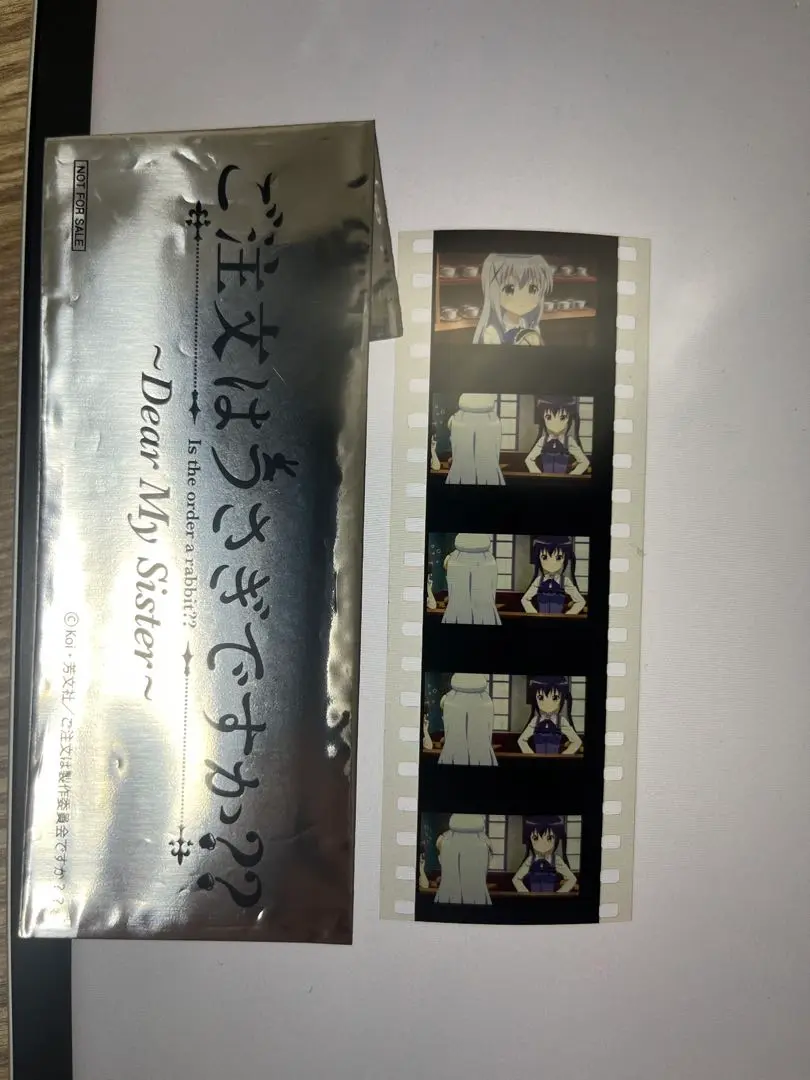 NOT FOR SALE
ご注文はうさぎですか??
Is the order a rabbit??
~Dear My Sister~
©Koi・芳文社/ご注文は製作委員会ですか??